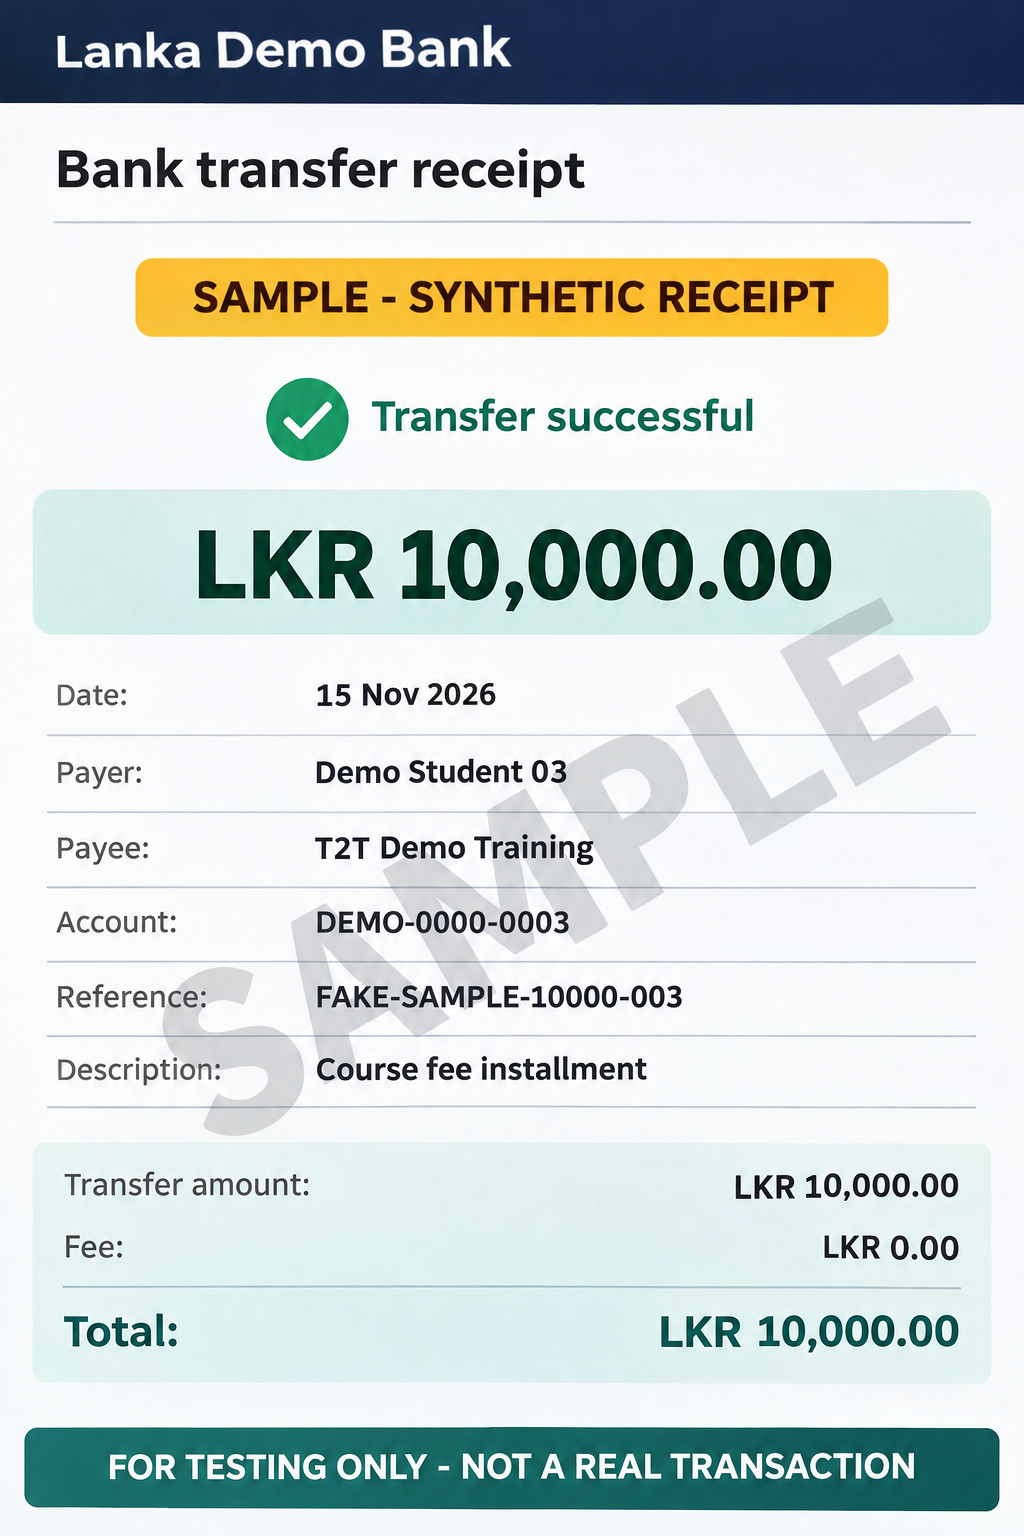 Lanka Demo Bank
Bank transfer receipt
SAMPLE - SYNTHETIC RECEIPT
Transfer successful
LKR 10,000.00
Date: 15 Nov 2026
Payer: Demo Student 03
Payee: T2T Demo Training
Account: DEMO-0000-0003
Reference: FAKE-SAMPLE-10000-003
Description: Course fee installment
SAMPLE
Transfer amount: LKR 10,000.00
Fee: LKR 0.00
Total: LKR 10,000.00
FOR TESTING ONLY - NOT A REAL TRANSACTION